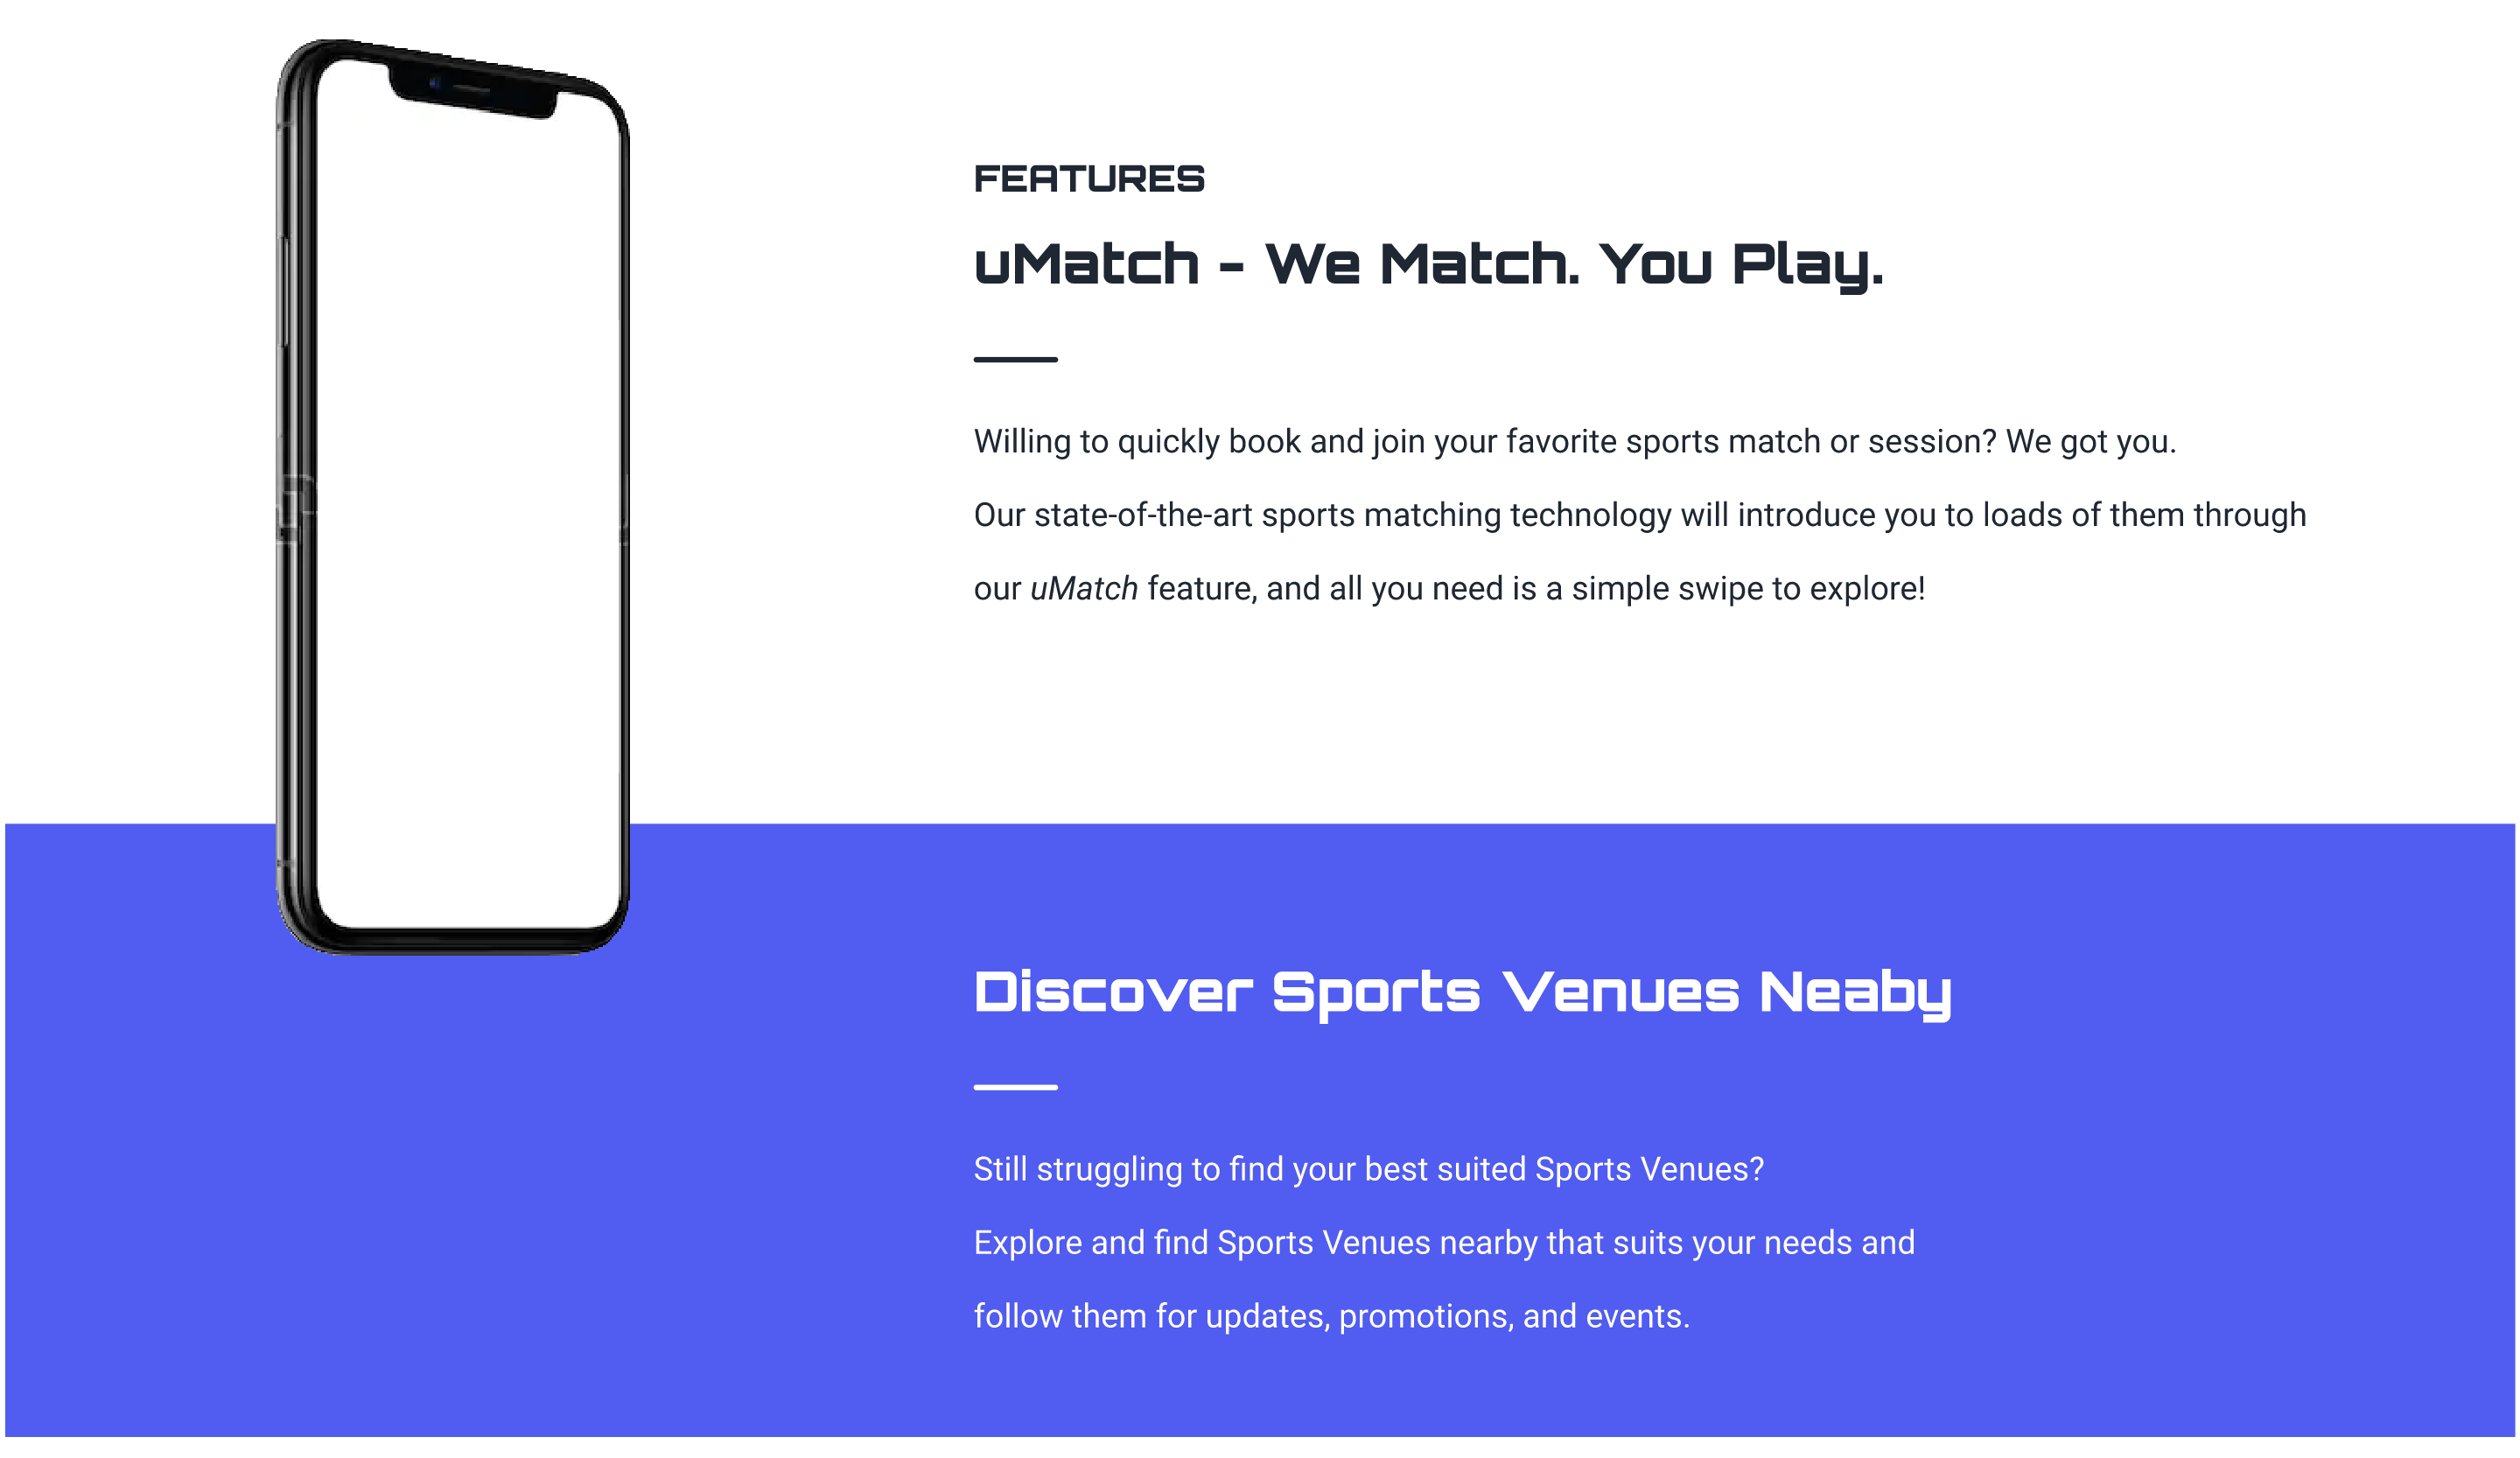 FEATURES
uMatch - We Match. You Play.
Willing to quickly book and join your favorite sports match or session? We got you.
Our state-of-the-art sports matching technology will introduce you to loads of them through
our uMatch feature, and all you need is a simple swipe to explore!
Discover Sports Venues Neaby
Still struggling to find your best suited Sports Venues?
Explore and find Sports Venues nearby that suits your needs and
follow them for updates, promotions, and events.